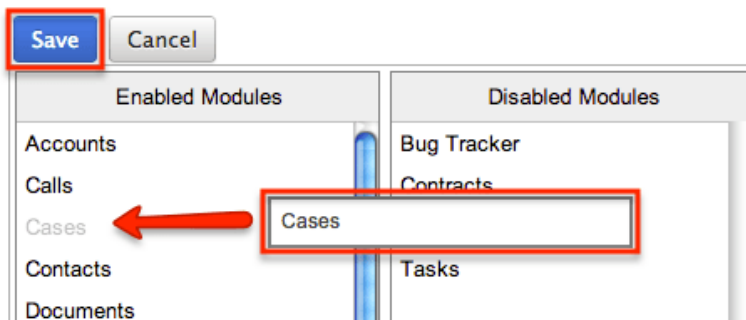 Save Cancel
Enabled Modules Disabled Modules
Accounts Bug Tracker
Calls Contracts
Cases Cases
Contacts Tasks
Documents